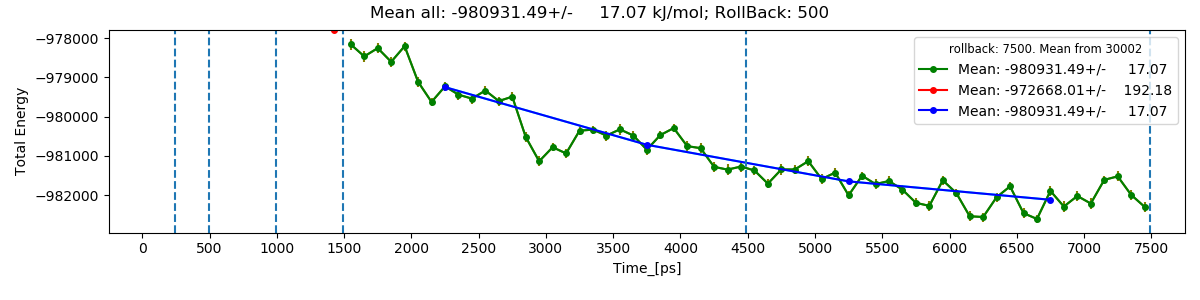 Mean all: -980931.49+/- 17.07 kJ/mol; RollBack: 500
−978000
−979000
−980000
−981000
−982000
Total Energy
rollback: 7500. Mean from 30002
Mean: -980931.49+/- 17.07
Mean: -972668.01+/- 192.18
Mean: -980931.49+/- 17.07
0 500 1000 1500 2000 2500 3000 3500 4000 4500 5000 5500 6000 6500 7000 7500
Time_[ps]